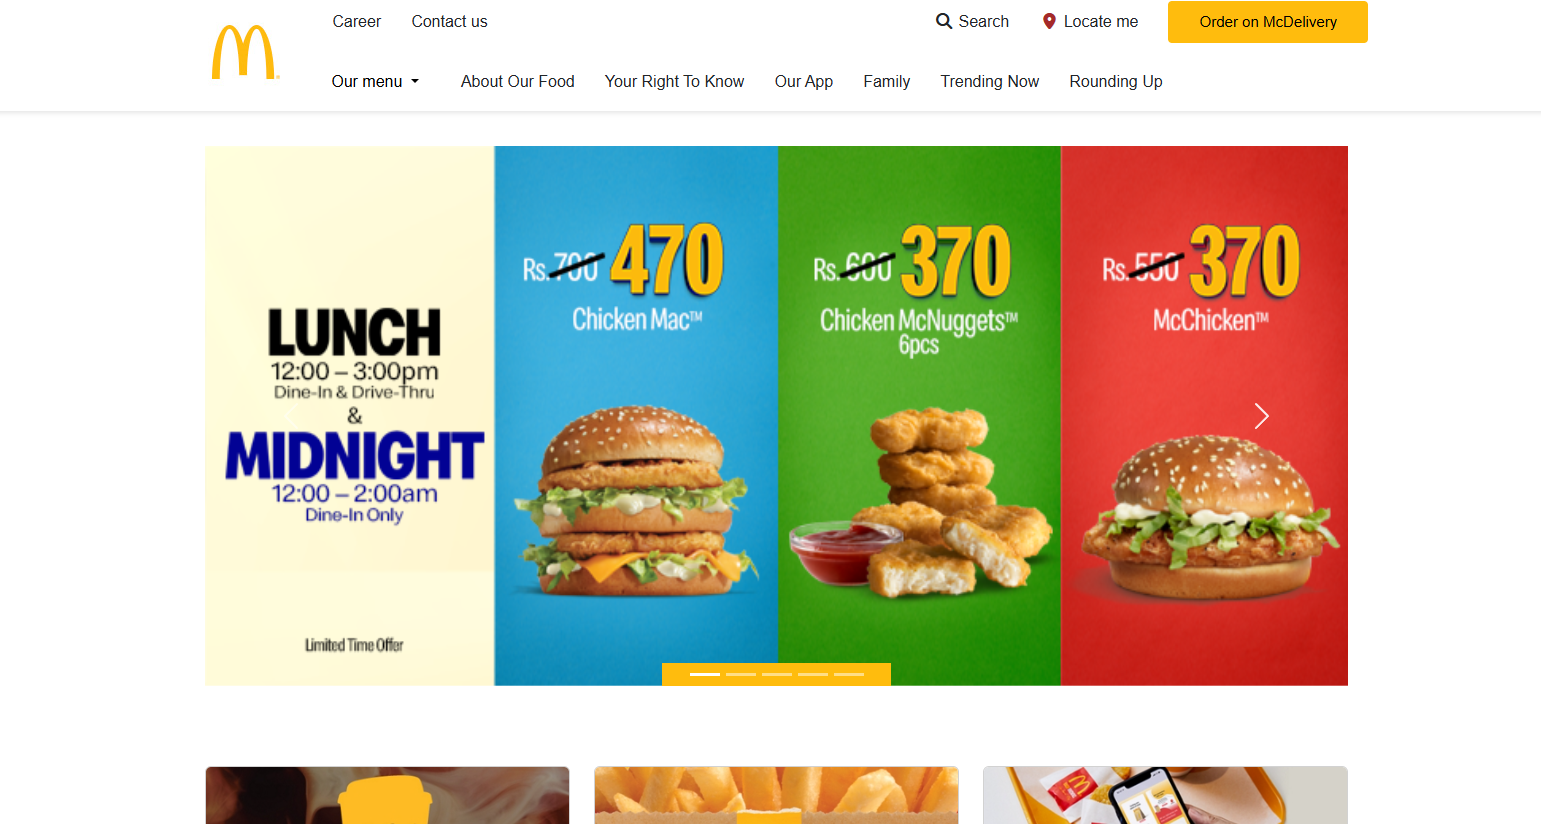 Career
Contact us
Search
Locate me
Order on McDelivery
Our menu
About Our Food
Your Right To Know
Our App
Family
Trending Now
Rounding Up
LUNCH
12:00 – 3:00pm
Dine-In & Drive-Thru
&
MIDNIGHT
12:00 – 2:00am
Dine-In Only
Limited Time Offer
Rs. 700 470
Chicken Mac™
Rs. 600 370
Chicken McNuggets™
6pcs
Rs. 550 370
McChicken™